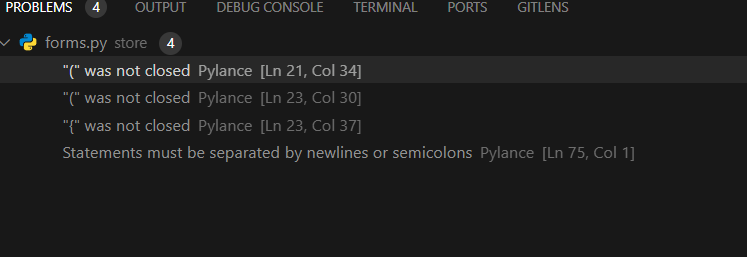 PROBLEMS 4 OUTPUT DEBUG CONSOLE TERMINAL PORTS GITLENS
forms.py store 4
"(" was not closed Pylance [Ln 21, Col 34]
"(" was not closed Pylance [Ln 23, Col 30]
"{" was not closed Pylance [Ln 23, Col 37]
Statements must be separated by newlines or semicolons Pylance [Ln 75, Col 1]